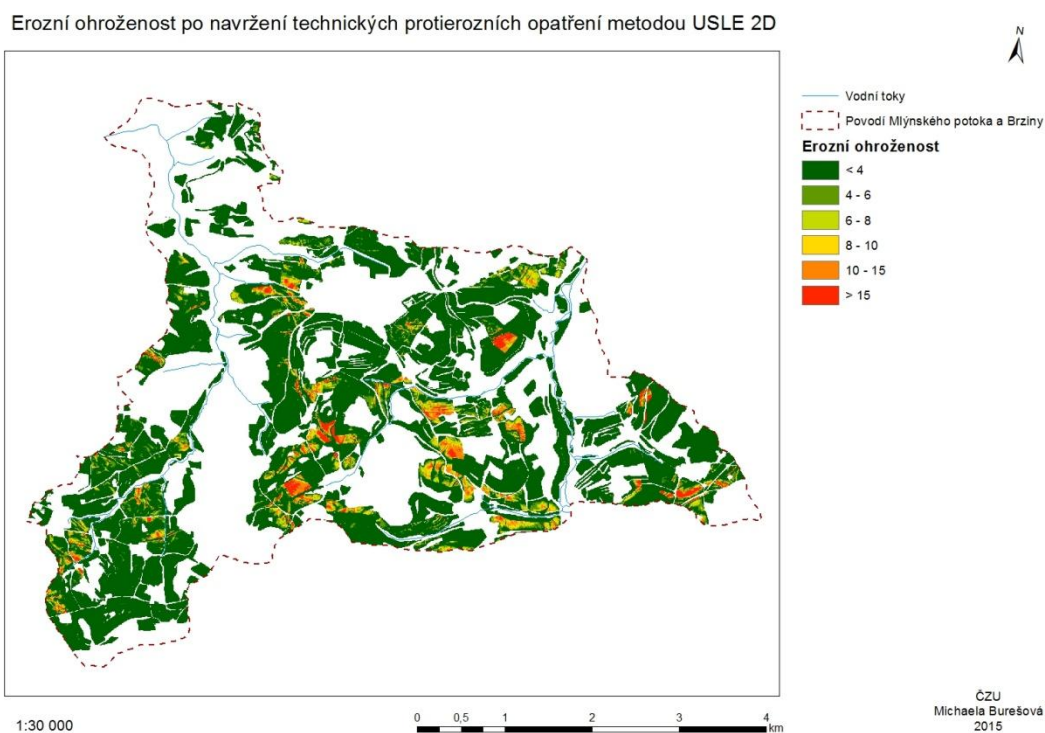 Erozní ohroženost po navržení technických protierozních opatření metodou USLE 2D
N
Vodní toky
Povodí Mlýnského potoka a Brziny
Erozní ohroženost
< 4
4 - 6
6 - 8
8 - 10
10 - 15
> 15
1:30 000
0 0,5 1 2 3 4
km
ČZU
Michaela Burešová
2015